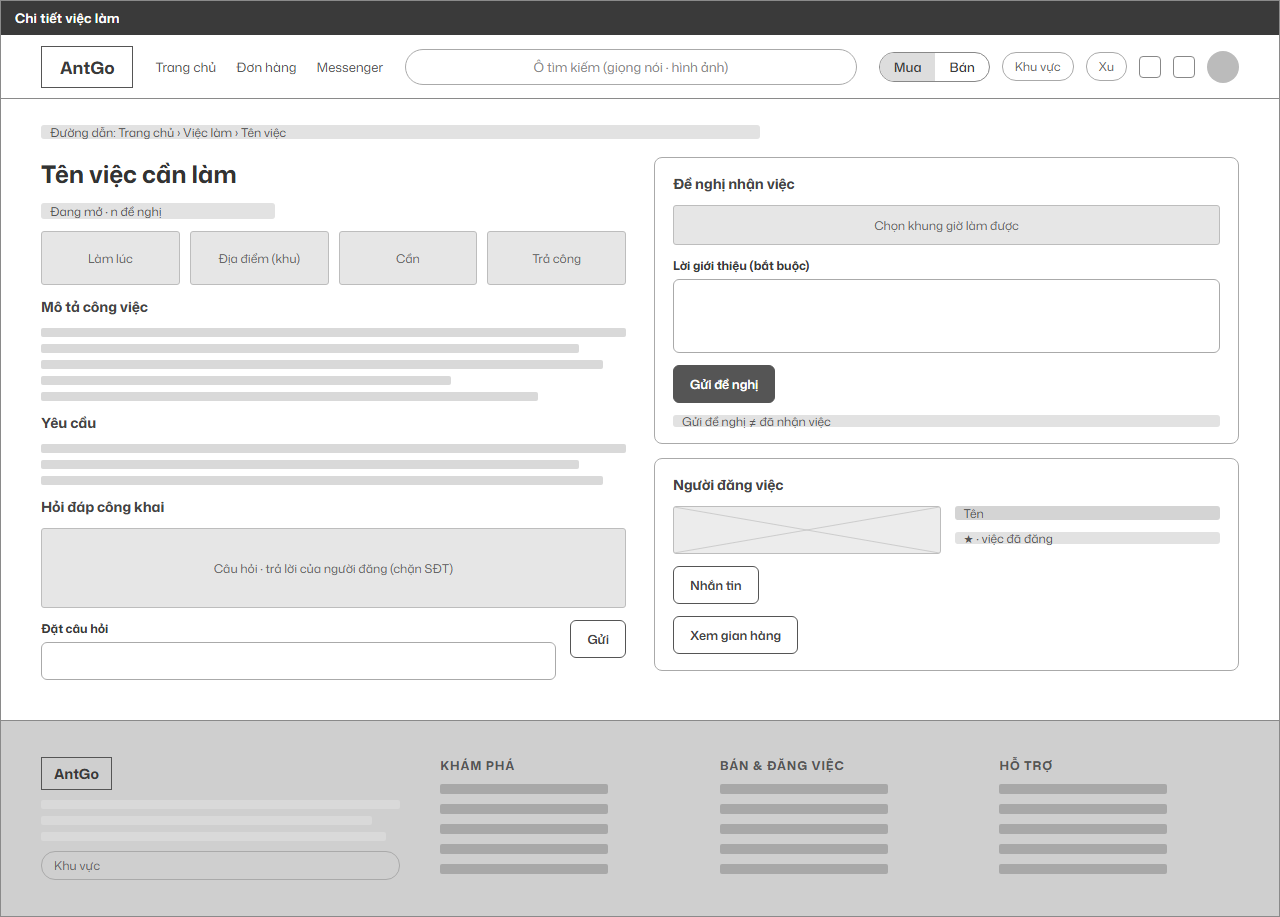 Chi tiết việc làm
AntGo
Trang chủ
Đơn hàng
Messenger
Ô tìm kiếm (giọng nói · hình ảnh)
Mua
Bán
Khu vực
Xu
Đường dẫn: Trang chủ › Việc làm › Tên việc
Tên việc cần làm
Đang mở · n đề nghị
Làm lúc
Địa điểm (khu)
Cần
Trả công
Mô tả công việc
Yêu cầu
Hỏi đáp công khai
Câu hỏi · trả lời của người đăng (chặn SĐT)
Đặt câu hỏi
Gửi
Đề nghị nhận việc
Chọn khung giờ làm được
Lời giới thiệu (bắt buộc)
Gửi đề nghị
Gửi đề nghị ≠ đã nhận việc
Người đăng việc
Tên
★ · việc đã đăng
Nhắn tin
Xem gian hàng
AntGo
Khu vực
KHÁM PHÁ
BÁN & ĐĂNG VIỆC
HỖ TRỢ